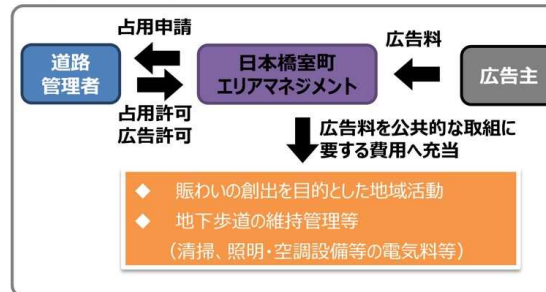 占用申請
道路
管理者
占用許可
広告許可
日本橋室町
エリアマネジメント
広告料
広告主
広告料を公共的な取組に
要する費用へ充当
◆ 賑わいの創出を目的とした地域活動
◆ 地下歩道の維持管理等
（清掃、照明・空調設備等の電気料等）